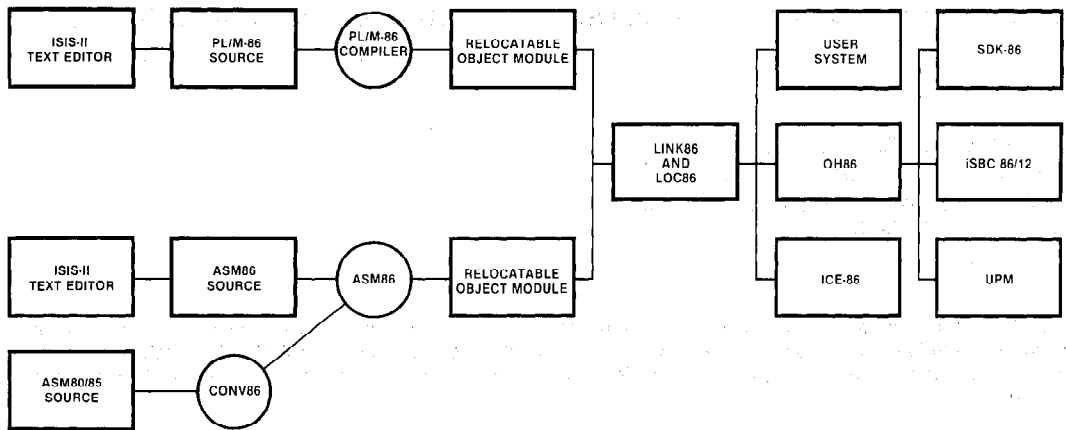 ISIS-II
TEXT EDITOR
PL/M-86
SOURCE
PL/M-86
COMPILER
RELOCATABLE
OBJECT MODULE
USER
SYSTEM
SDK-86
LINK86
AND
LOC86
OH86
iSBC 86/12
ISIS-II
TEXT EDITOR
ASM86
SOURCE
ASM86
RELOCATABLE
OBJECT MODULE
ICE-86
UPM
ASM80/85
SOURCE
CONV86